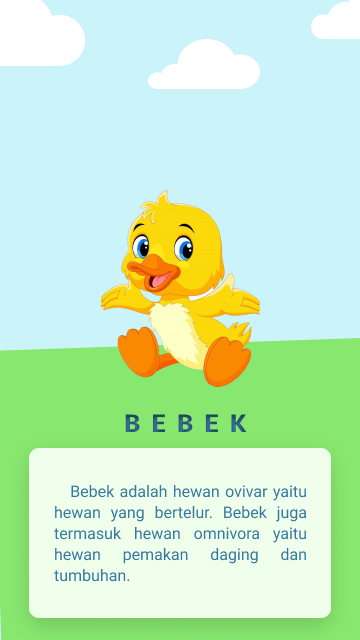 BEBEK
Bebek adalah hewan ovivar yaitu
hewan yang bertelur. Bebek juga
termasuk hewan omnivora yaitu
hewan pemakan daging dan
tumbuhan.